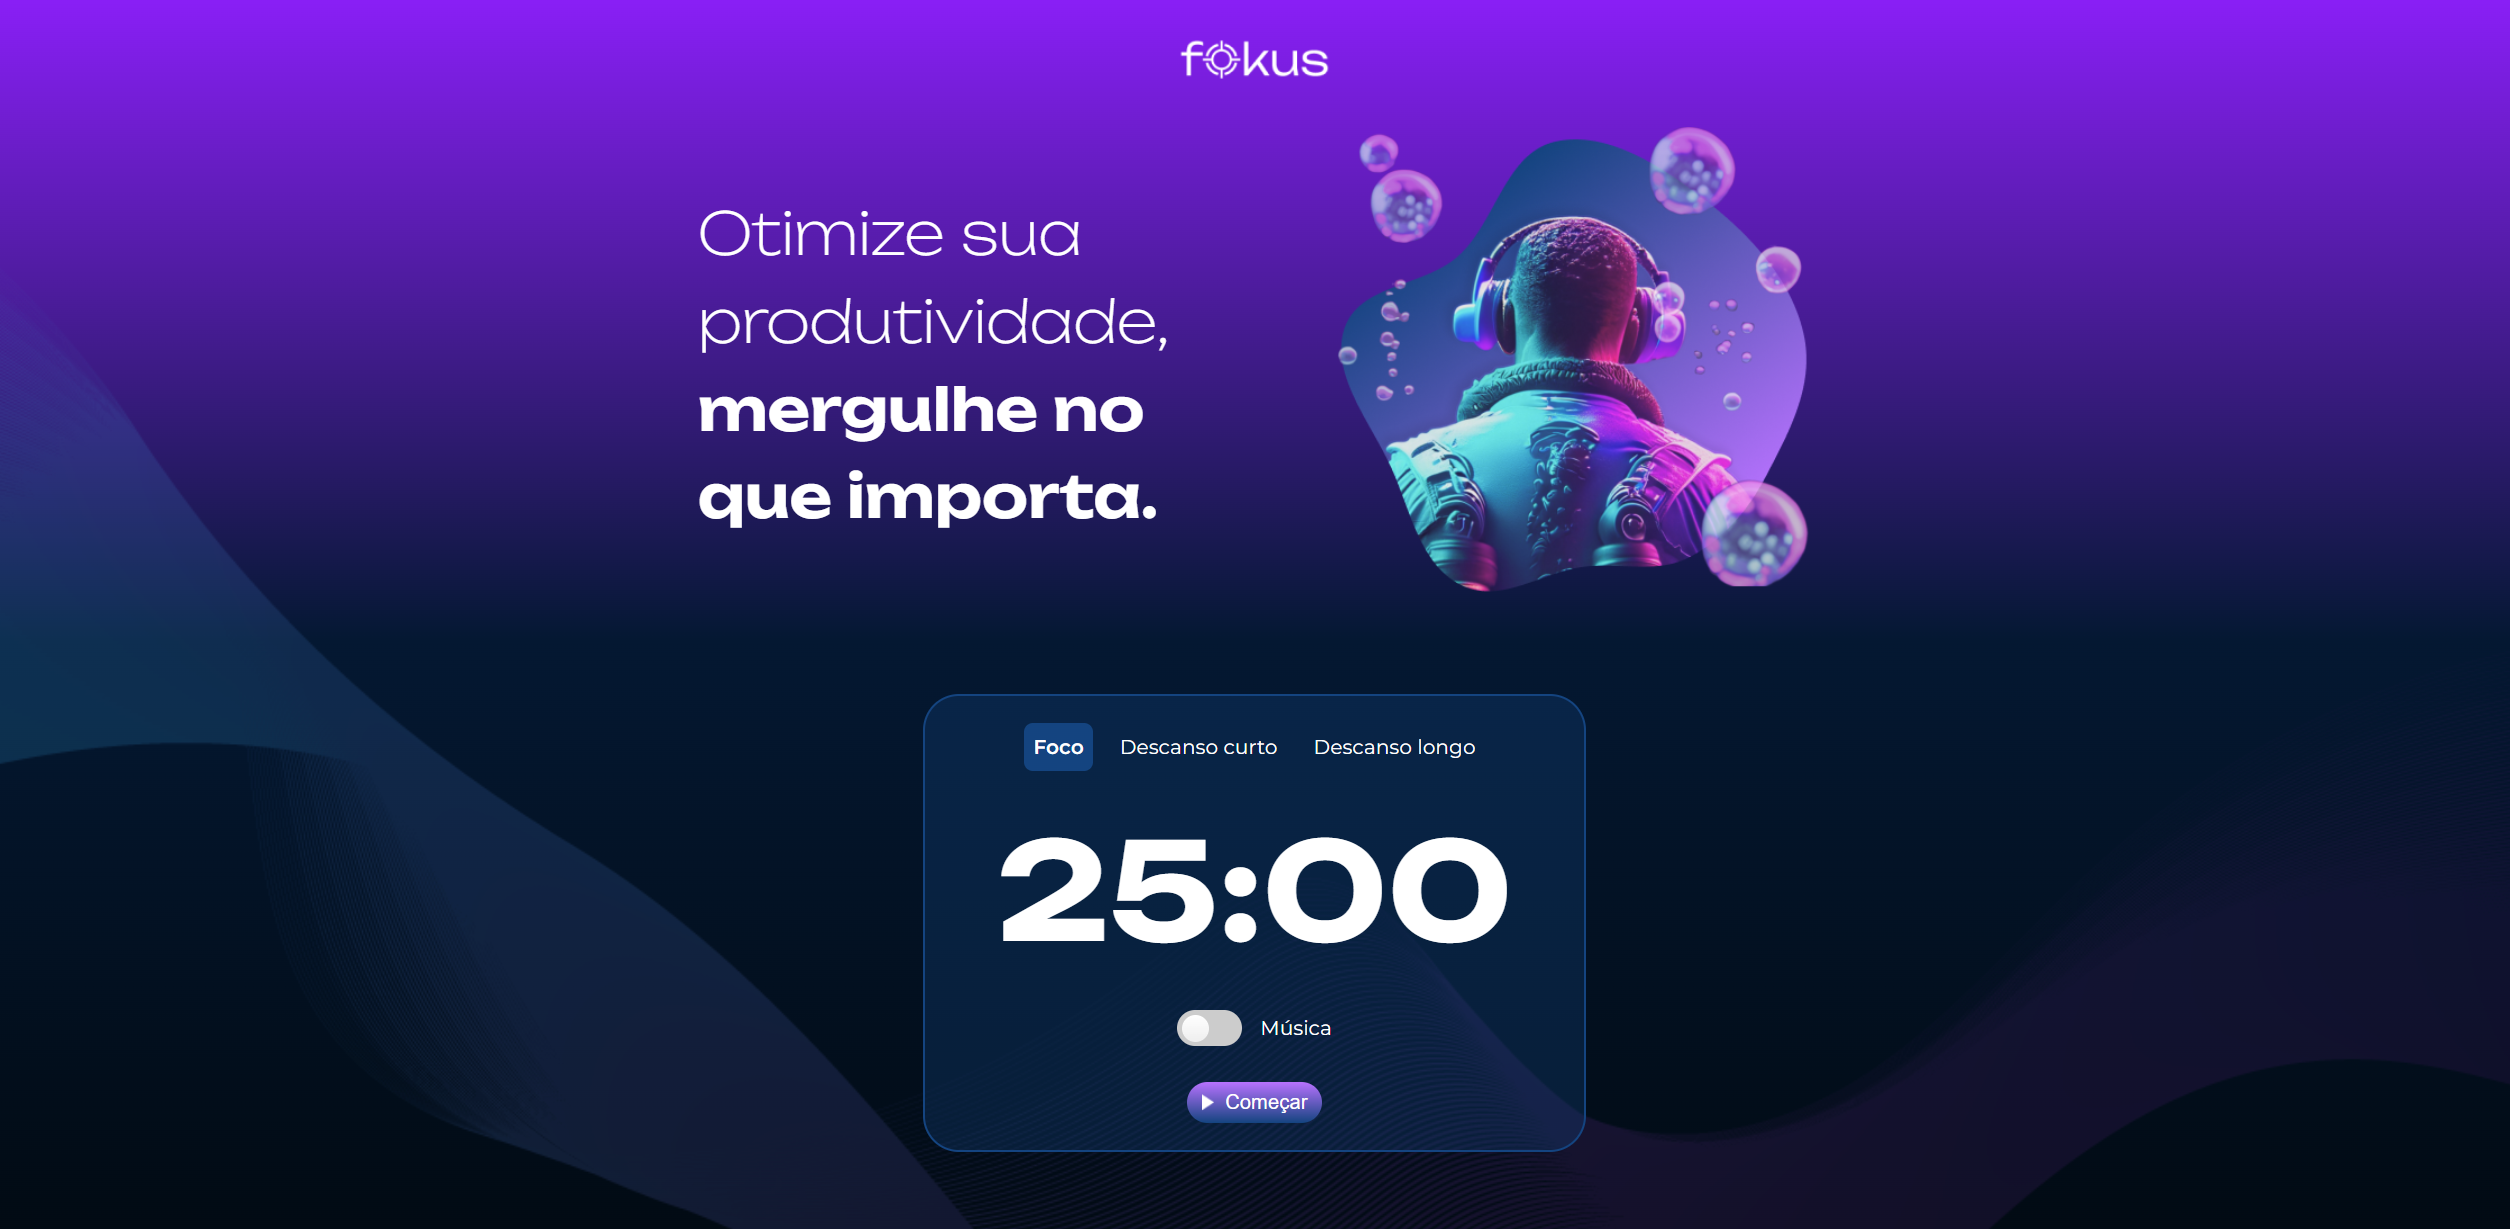 fokus
Otimize sua
produtividade,
mergulhe no
que importa.
Foco
Descanso curto
Descanso longo
25:00
Música
Começar